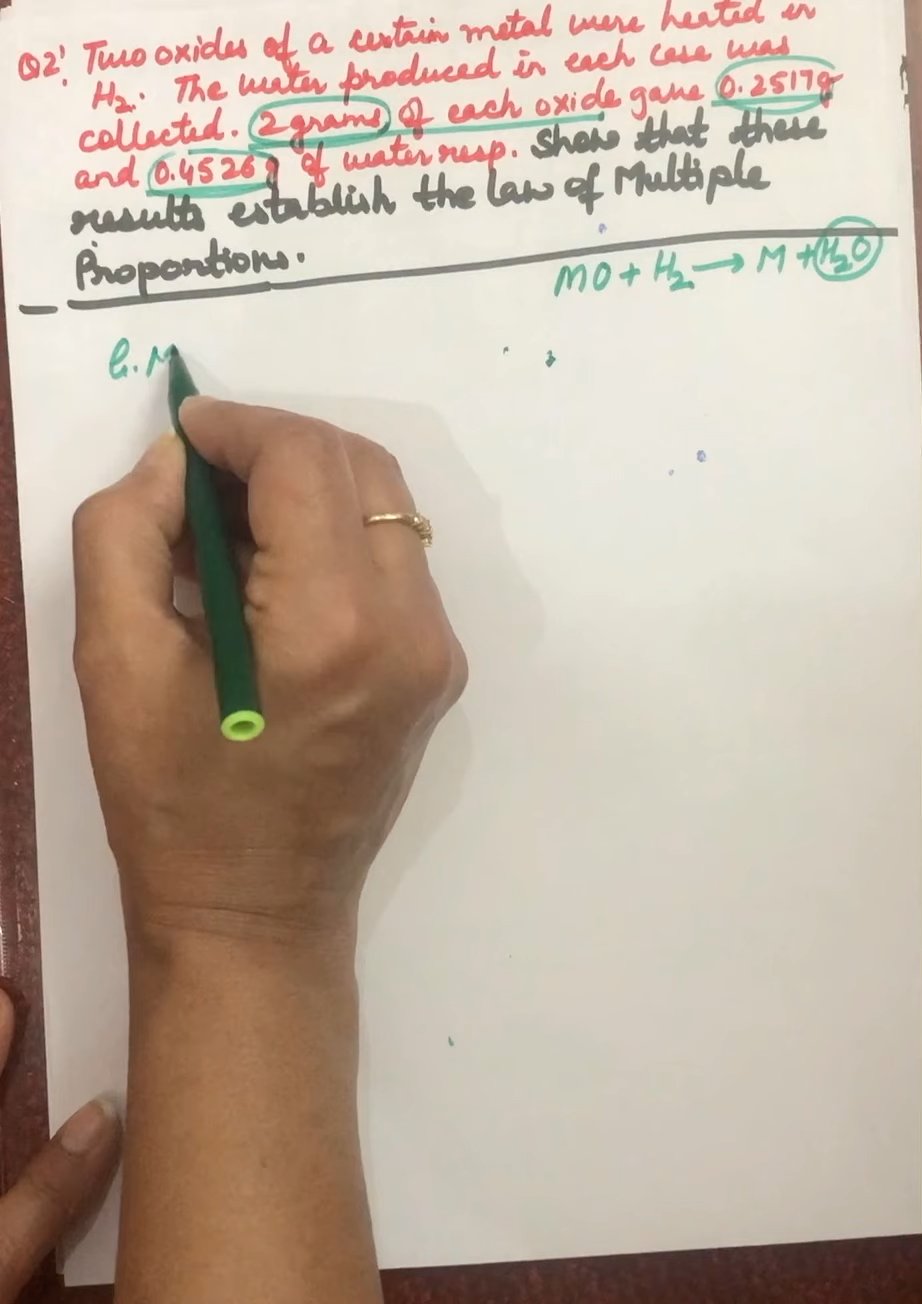 Q2! Two oxides of a certain metal were heated in
H2. The water produced in each case was
collected. 2 grams of each oxide gave 0.2517g
and 0.4526g of water resp. Show that these
results establish the law of Multiple
Proportions.
MO + H2 → M + H2O
G.M